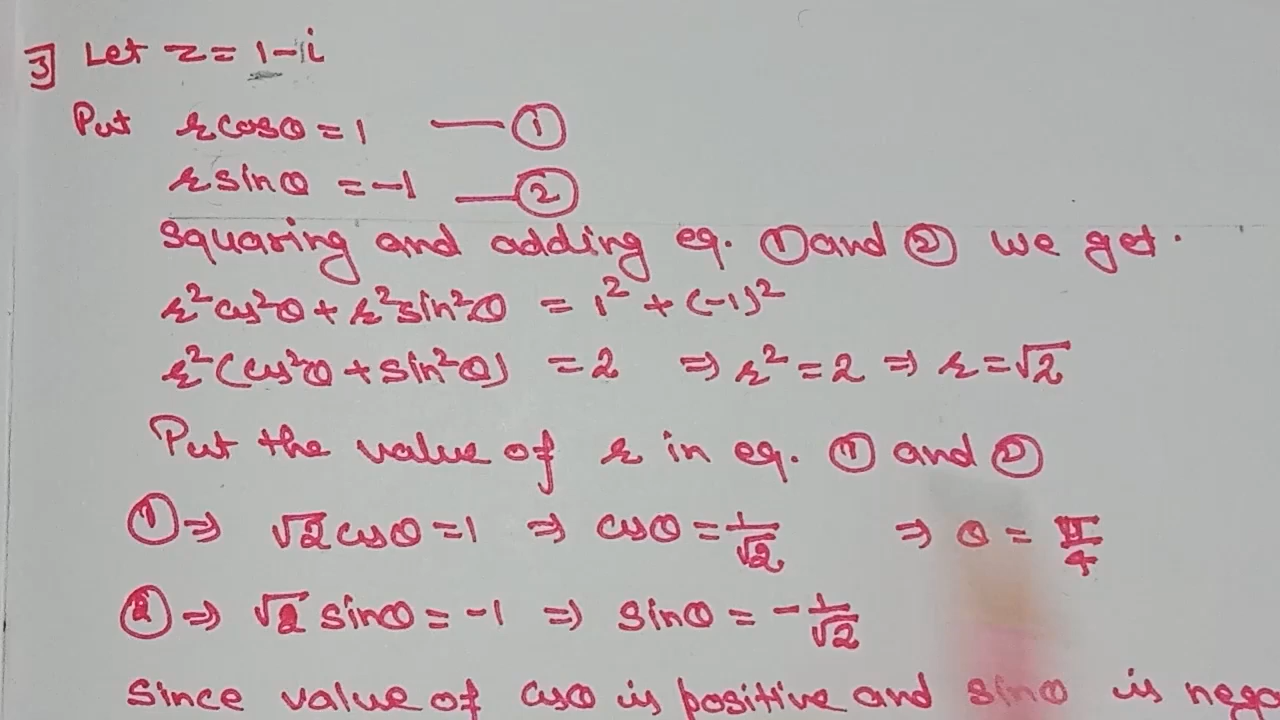 3] Let z = 1-i
Put rcosθ = 1 —— ①
rsinθ = -1 —— ②
squaring and adding eq. ① and ② we get.
r²cos²θ + r²sin²θ = 1² + (-1)²
r²(cos²θ + sin²θ) = 2 ⇒ r² = 2 ⇒ r = √2
Put the value of r in eq. ① and ②
① ⇒ √2 cosθ = 1 ⇒ cosθ = 1/√2 ⇒ θ = π/4
② ⇒ √2 sinθ = -1 ⇒ sinθ = -1/√2
Since value of cosθ is positive and sinθ is nega